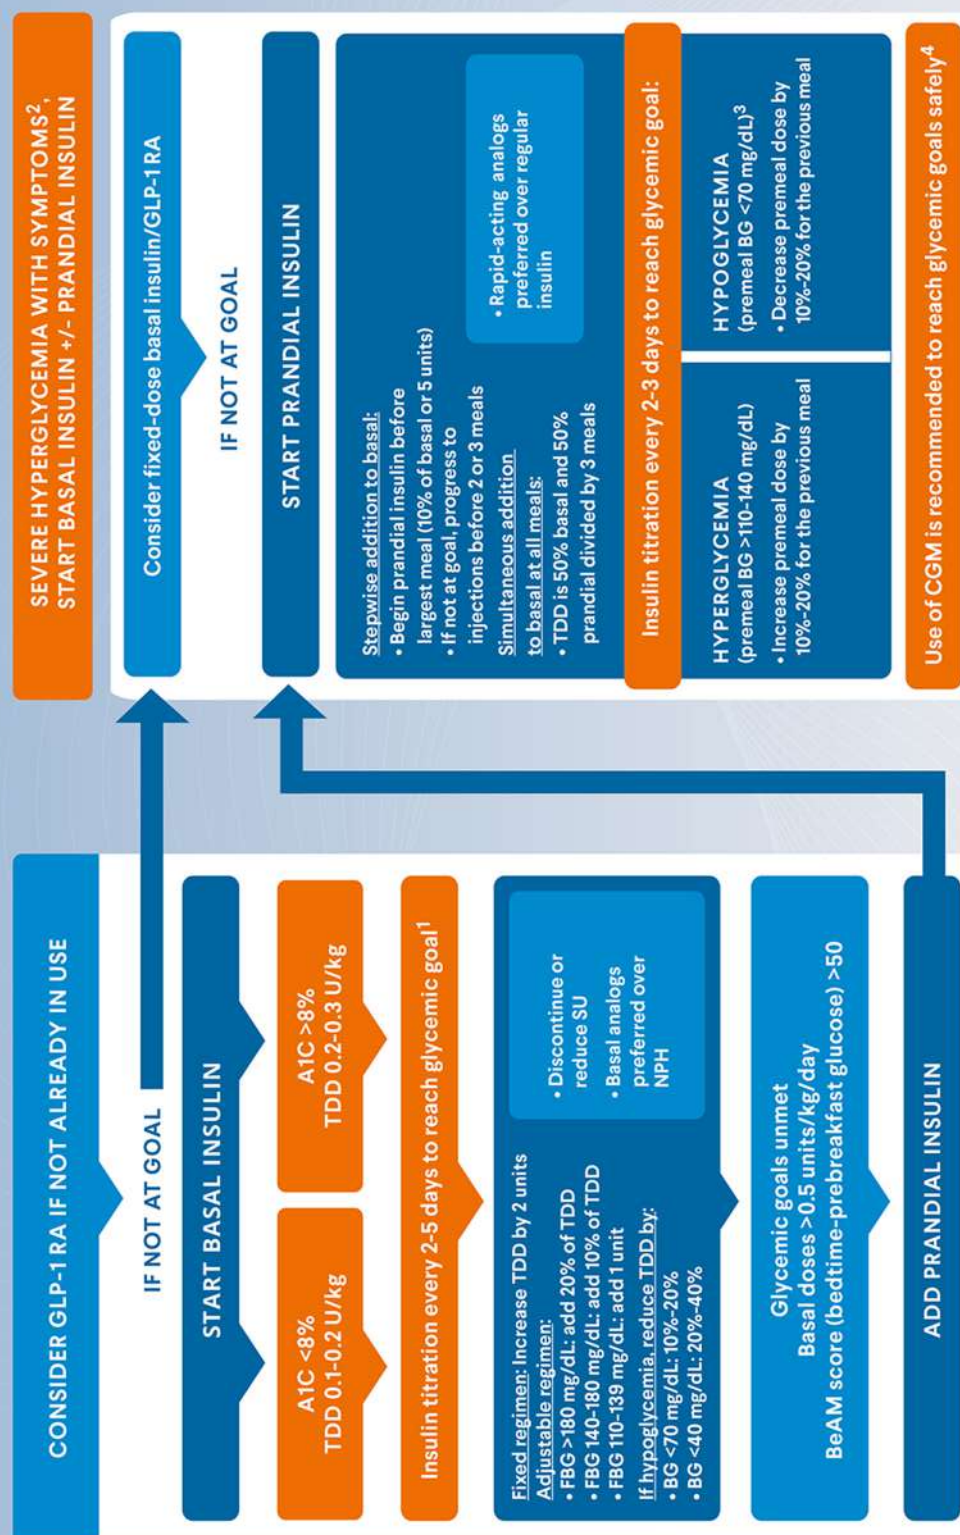 CONSIDER GLP-1 RA IF NOT ALREADY IN USE
IF NOT AT GOAL
START BASAL INSULIN
A1C <8%
TDD 0.1-0.2 U/kg
A1C >8%
TDD 0.2-0.3 U/kg
Insulin titration every 2-5 days to reach glycemic goal¹
Fixed regimen: Increase TDD by 2 units
Adjustable regimen:
• FBG >180 mg/dL: add 20% of TDD
• FBG 140-180 mg/dL: add 10% of TDD
• FBG 110-139 mg/dL: add 1 unit
If hypoglycemia, reduce TDD by:
• BG <70 mg/dL: 10%-20%
• BG <40 mg/dL: 20%-40%
• Discontinue or
reduce SU
• Basal analogs
preferred over
NPH
Glycemic goals unmet
Basal doses >0.5 units/kg/day
BeAM score (bedtime-prebreakfast glucose) >50
ADD PRANDIAL INSULIN
SEVERE HYPERGLYCEMIA WITH SYMPTOMS²,
START BASAL INSULIN +/- PRANDIAL INSULIN
Consider fixed-dose basal insulin/GLP-1 RA
IF NOT AT GOAL
START PRANDIAL INSULIN
Stepwise addition to basal:
• Begin prandial insulin before
largest meal (10% of basal or 5 units)
• If not at goal, progress to
injections before 2 or 3 meals
Simultaneous addition
to basal at all meals:
• TDD is 50% basal and 50%
prandial divided by 3 meals
• Rapid-acting analogs
preferred over regular
insulin
Insulin titration every 2-3 days to reach glycemic goal:
HYPERGLYCEMIA
(premeal BG >110-140 mg/dL)
• Increase premeal dose by
10%-20% for the previous meal
HYPOGLYCEMIA
(premeal BG <70 mg/dL)³
• Decrease premeal dose by
10%-20% for the previous meal
Use of CGM is recommended to reach glycemic goals safely⁴